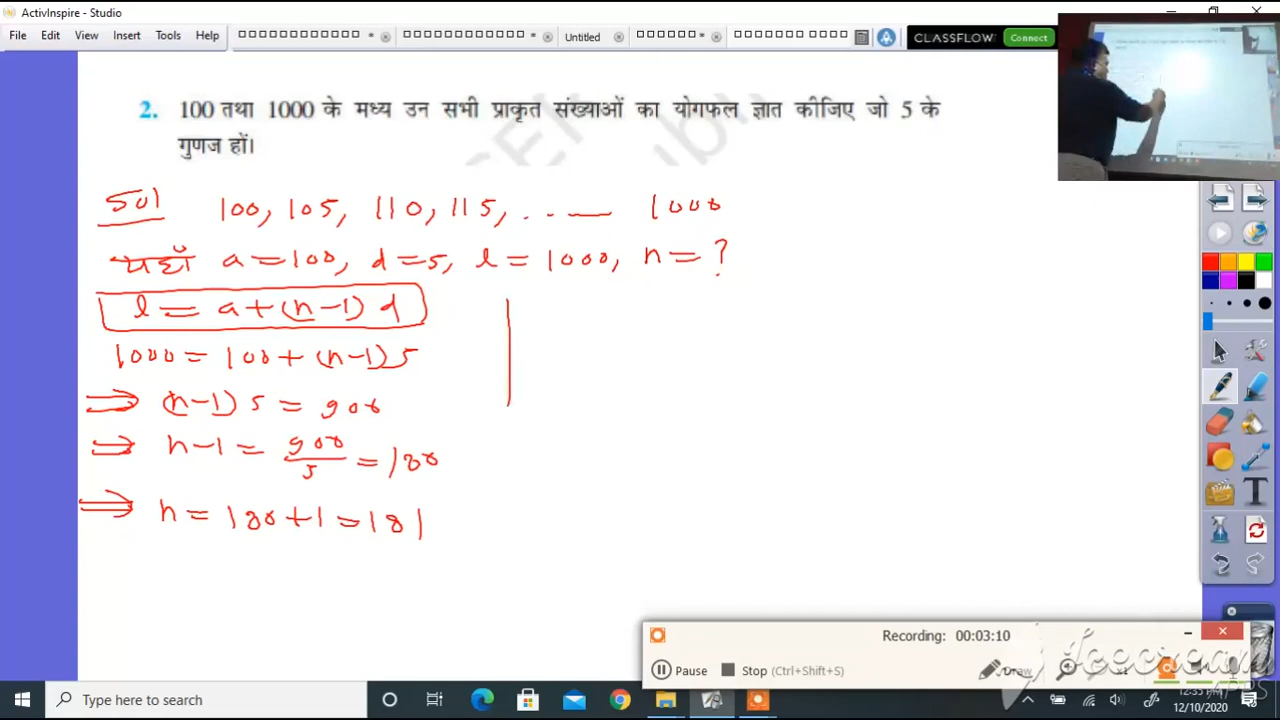 ActivInspire - Studio
File Edit View Insert Tools Help
Untitled
CLASSFLOW Connect
2. 100 तथा 1000 के मध्य उन सभी प्राकृत संख्याओं का योगफल ज्ञात कीजिए जो 5 के
गुणज हों।
Sol 100, 105, 110, 115, ..... 1000
यहाँ a = 100, d = 5, l = 1000, n = ?
l = a + (n-1) d
1000 = 100 + (n-1) 5
⇒ (n-1) 5 = 900
⇒ n-1 = 900/5 = 180
⇒ n = 180 + 1 = 181
Recording: 00:03:10
Pause Stop (Ctrl+Shift+S) Draw
Type here to search
12/10/2020